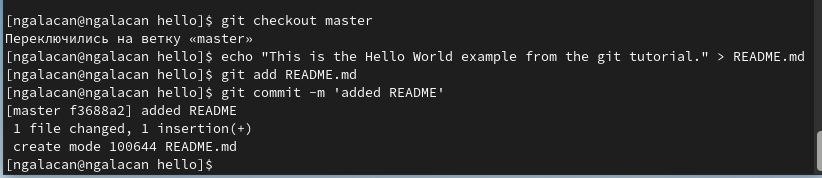 [ngalacan@ngalacan hello]$ git checkout master
Переключились на ветку «master»
[ngalacan@ngalacan hello]$ echo "This is the Hello World example from the git tutorial." > README.md
[ngalacan@ngalacan hello]$ git add README.md
[ngalacan@ngalacan hello]$ git commit -m 'added README'
[master f3688a2] added README
 1 file changed, 1 insertion(+)
 create mode 100644 README.md
[ngalacan@ngalacan hello]$